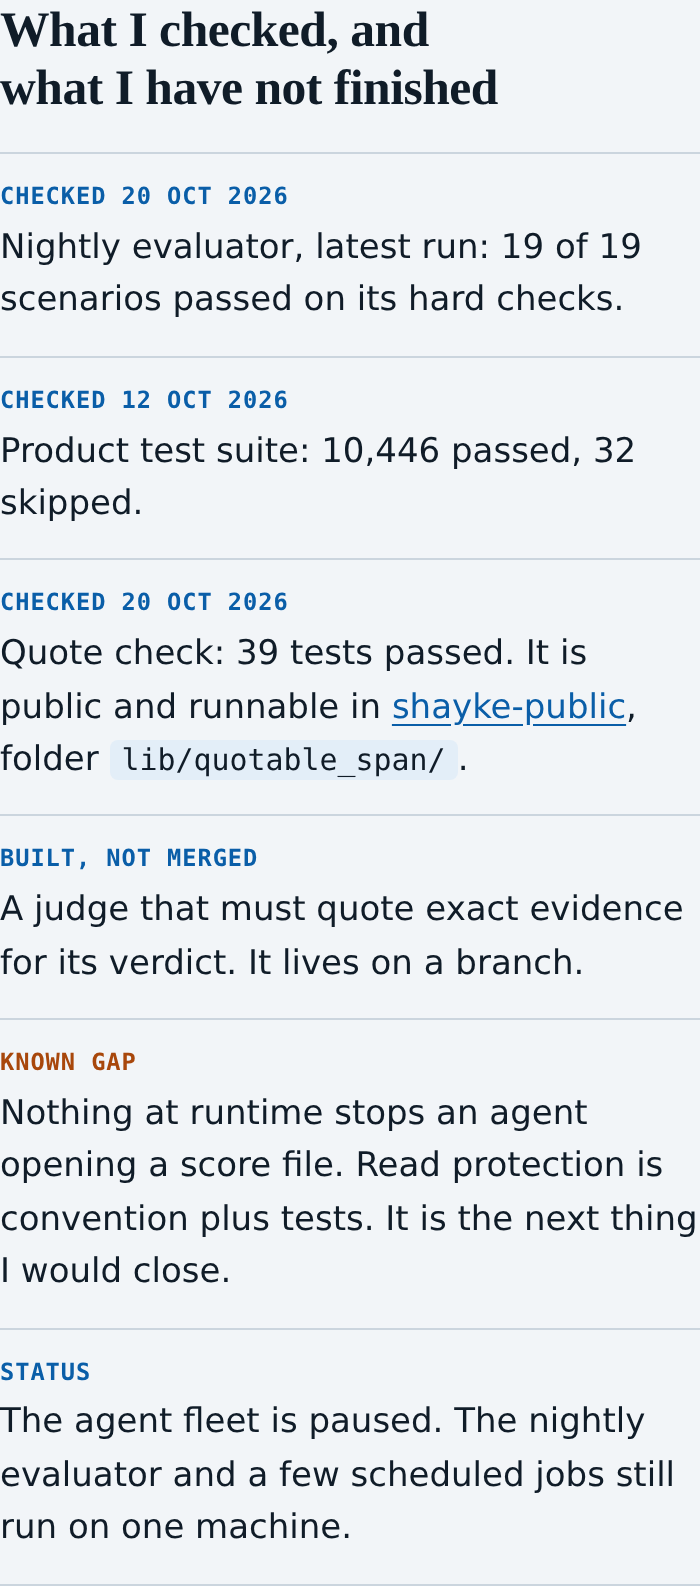 What I checked, and
what I have not finished
CHECKED 20 OCT 2026
Nightly evaluator, latest run: 19 of 19
scenarios passed on its hard checks.
CHECKED 12 OCT 2026
Product test suite: 10,446 passed, 32
skipped.
CHECKED 20 OCT 2026
Quote check: 39 tests passed. It is
public and runnable in shayke-public,
folder lib/quotable_span/.
BUILT, NOT MERGED
A judge that must quote exact evidence
for its verdict. It lives on a branch.
KNOWN GAP
Nothing at runtime stops an agent
opening a score file. Read protection is
convention plus tests. It is the next thing
I would close.
STATUS
The agent fleet is paused. The nightly
evaluator and a few scheduled jobs still
run on one machine.